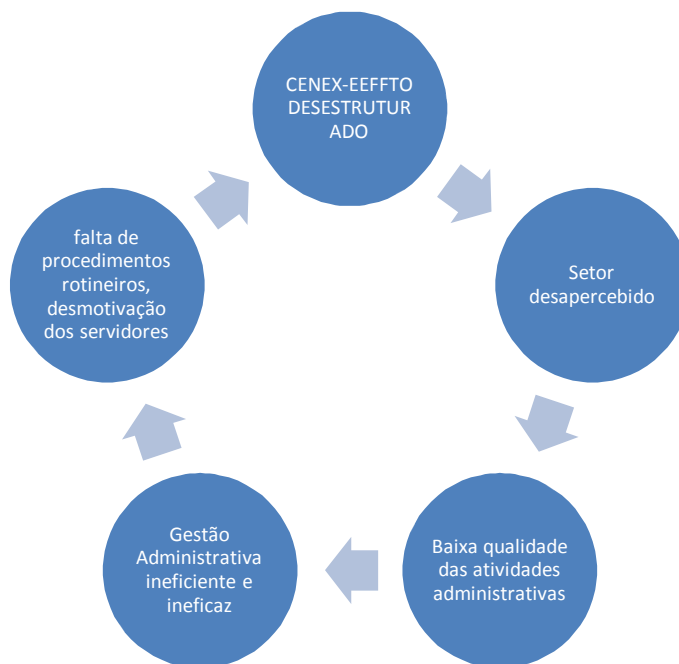 CENEX-EEFFTO
DESESTRUTUR
ADO
Setor
desapercebido
Baixa qualidade
das atividades
administrativas
Gestão
Administrativa
ineficiente e
ineficaz
falta de
procedimentos
rotineiros,
desmotivação
dos servidores